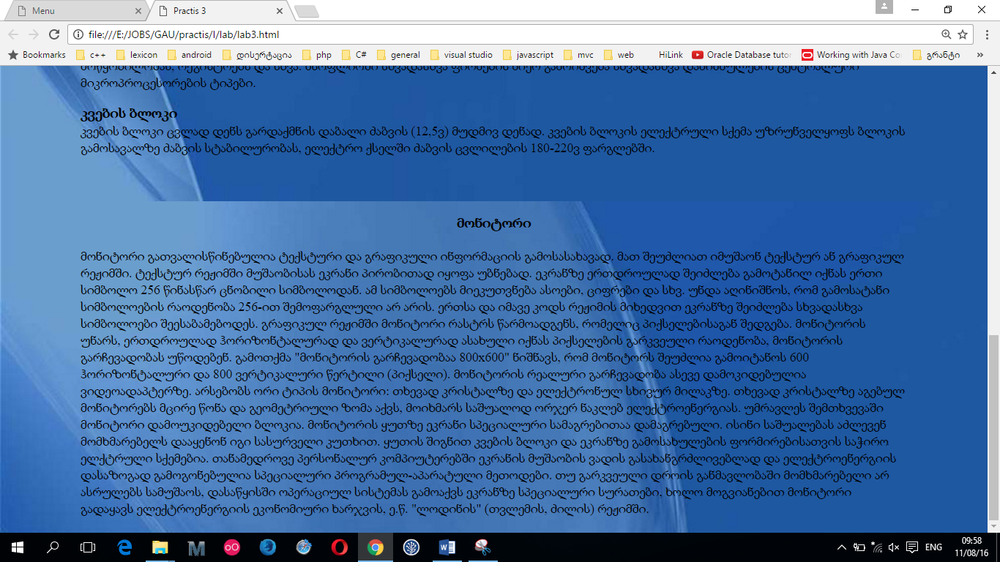 Menu
Practis 3
file:///E:/JOBS/GAU/practis/I/lab/lab3.html
Bookmarks c++ lexicon android დისერტაცია php C# general visual studio javascript mvc web HiLink Oracle Database tutor Working with Java Co გრანტი »
მიკროპროცესორების ტიპები.
კვების ბლოკი
კვების ბლოკი ცვლად დენს გარდაქმნის დაბალი ძაბვის (12,5ვ) მუდმივ დენად. კვების ბლოკის ელექტრული სქემა უზრუნველყოფს ბლოკის
გამოსავალზე ძაბვის სტაბილურობას, ელექტრო ქსელში ძაბვის ცვლილების 180-220ვ ფარგლებში.
მონიტორი
მონიტორი გათვალისწინებულია ტექსტური და გრაფიკული ინფორმაციის გამოსასახავად. მათ შეუძლიათ იმუშაონ ტექსტურ ან გრაფიკულ
რეჟიმში. ტექსტურ რეჟიმში მუშაობისას ეკრანი პირობითად იყოფა უბნებად. ეკრანზე ერთდროულად შეიძლება გამოტანილ იქნას ერთი
სიმბოლო 256 წინასწარ ცნობილი სიმბოლოდან. ამ სიმბოლოებს მიეკუთვნება ასოები, ციფრები და სხვ. უნდა აღინიშნოს, რომ გამოსატანი
სიმბოლოების რაოდენობა 256-ით შემოფარგლული არ არის. ერთსა და იმავე კოდს რეჟიმის მიხედვით ეკრანზე შეიძლება სხვადასხვა
სიმბოლოები შეესაბამებოდეს. გრაფიკულ რეჟიმში მონიტორი რასტრს წარმოადგენს, რომელიც პიქსელებისაგან შედგება. მონიტორის
უნარს, ერთდროულად ჰორიზონტალურად და ვერტიკალურად ასახული იქნას პიქსელების გარკვეული რაოდენობა, მონიტორის
გარჩევადობას უწოდებენ. გამოთქმა "მონიტორის გარჩევადობაა 800x600" ნიშნავს, რომ მონიტორს შეუძლია გამოიტანოს 600
ჰორიზონტალური და 800 ვერტიკალური წერტილი (პიქსელი). მონიტორის რეალური გარჩევადობა ასევე დამოკიდებულია
ვიდეოადაპტერზე. არსებობს ორი ტიპის მონიტორი: თხევად კრისტალზე და ელექტრონულ სხივურ მილაკზე. თხევად კრისტალზე აგებულ
მონიტორებს მცირე წონა და გეომეტრიული ზომა აქვს, მოიხმარს საშუალოდ ორჯერ ნაკლებ ელექტროენერგიას. უმრავლეს შემთხვევაში
მონიტორი დამოუკიდებელი ბლოკია. მონიტორის ყუთზე ეკრანი სპეციალური სამაგრებითაა დამაგრებული. ისინი საშუალებას აძლევენ
მომხმარებელს დააყენონ იგი სასურველი კუთხით. ყუთის შიგნით კვების ბლოკი და ეკრანზე გამოსახულების ფორმირებისათვის საჭირო
ელქტრული სქემებია. თანამედროვე პერსონალურ კომპიუტერებში ეკრანის მუშაობის ვადის გასახანგრძლივებლად და ელექტროენერგიის
დასაზოგად გამოგონებულია სპეციალური პროგრამულ-აპარატული მეთოდები. თუ გარკვეული დროის განმავლობაში მომხმარებელი არ
ასრულებს სამუშაოს, დასაწყისში ოპერაციულ სისტემას გამოაქვს ეკრანზე სპეციალური სურათები, ხოლო მოგვიანებით მონიტორი
გადაყავს ელექტროენერგიის ეკონომიური ხარჯვის, ე.წ. "ლოდინის" (თვლემის, ძილის) რეჟიმში.
ENG
09:58
11/08/16